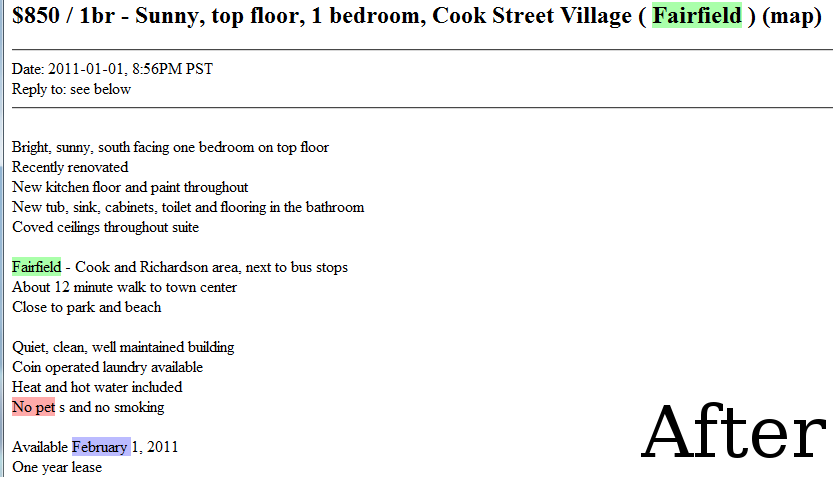 $850 / 1br - Sunny, top floor, 1 bedroom, Cook Street Village ( Fairfield ) (map)
Date: 2011-01-01, 8:56PM PST
Reply to: see below
Bright, sunny, south facing one bedroom on top floor
Recently renovated
New kitchen floor and paint throughout
New tub, sink, cabinets, toilet and flooring in the bathroom
Coved ceilings throughout suite
Fairfield - Cook and Richardson area, next to bus stops
About 12 minute walk to town center
Close to park and beach
Quiet, clean, well maintained building
Coin operated laundry available
Heat and hot water included
No pet s and no smoking
Available February 1, 2011
One year lease
After